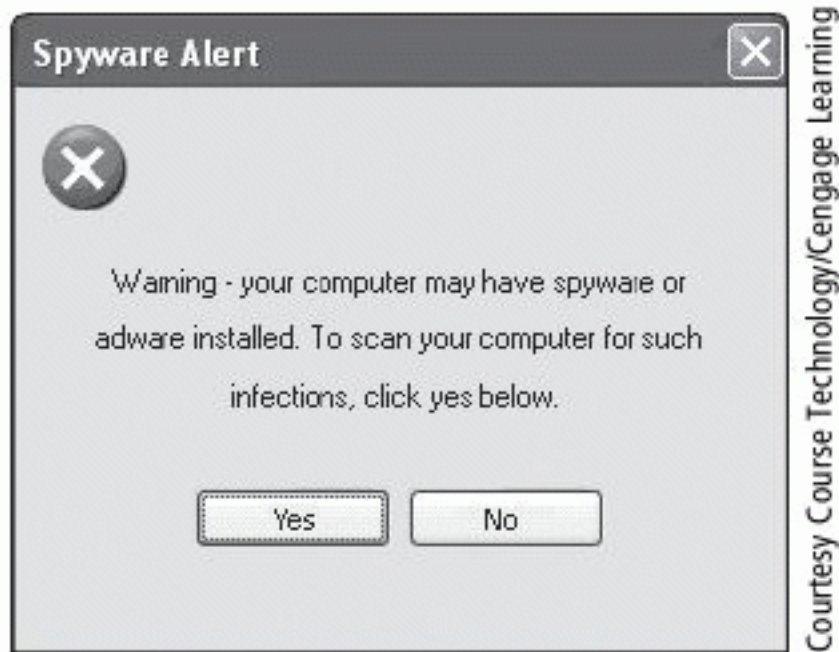 Spyware Alert
Warning - your computer may have spyware or
adware installed. To scan your computer for such
infections, click yes below.
Yes No
Courtesy Course Technology/Cengage Learning